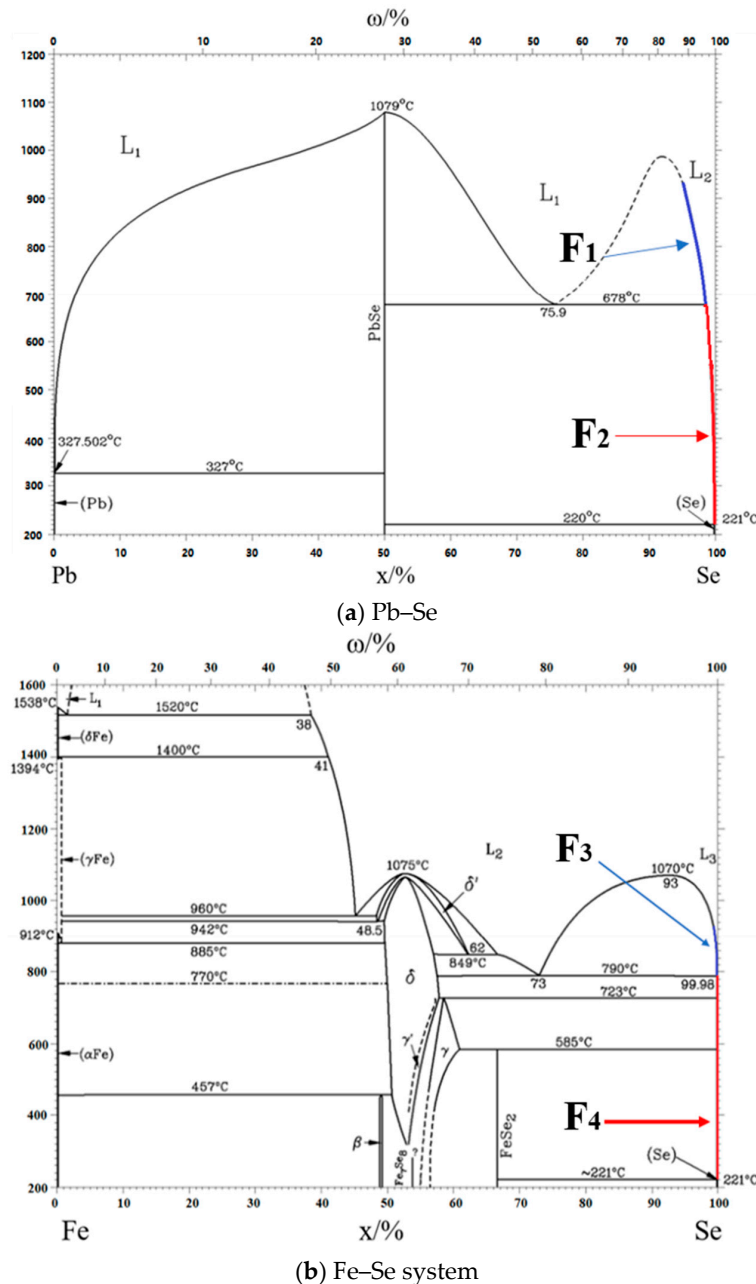 ω/%
0 10 20 30 40 50 60 70 80 90 100
1200
1100
1079°C
L1
L2
1000
900
L1
F1
800
700
678°C
75.9
PbSe
600
500
F2
400
327.502°C
327°C
300
(Pb)
(Se)
220°C
221°C
200
0 10 20 30 40 50 60 70 80 90 100
Pb x/% Se
(a) Pb–Se
ω/%
0 10 20 30 40 50 60 70 80 90 100
1600
1538°C
L1
1520°C
38
(δFe)
1400°C
1400
41
1394°C
1200
(γFe)
1075°C
L2
F3
1070°C
L3
93
δ'
1000
960°C
912°C
942°C
48.5
62
885°C
849°C
800
770°C
δ
790°C
73
99.98
723°C
γ'
γ
600
585°C
(αFe)
457°C
400
F4
β
Fe7Se8
?
FeSe2
(Se)
~221°C
221°C
200
0 10 20 30 40 50 60 70 80 90 100
Fe x/% Se
(b) Fe–Se system